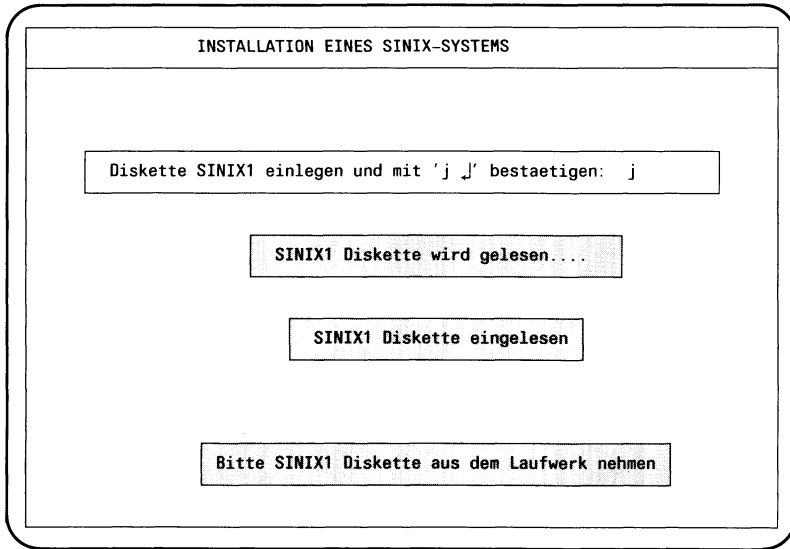 INSTALLATION EINES SINIX-SYSTEMS
Diskette SINIX1 einlegen und mit 'j ↲' bestaetigen: j
SINIX1 Diskette wird gelesen....
SINIX1 Diskette eingelesen
Bitte SINIX1 Diskette aus dem Laufwerk nehmen